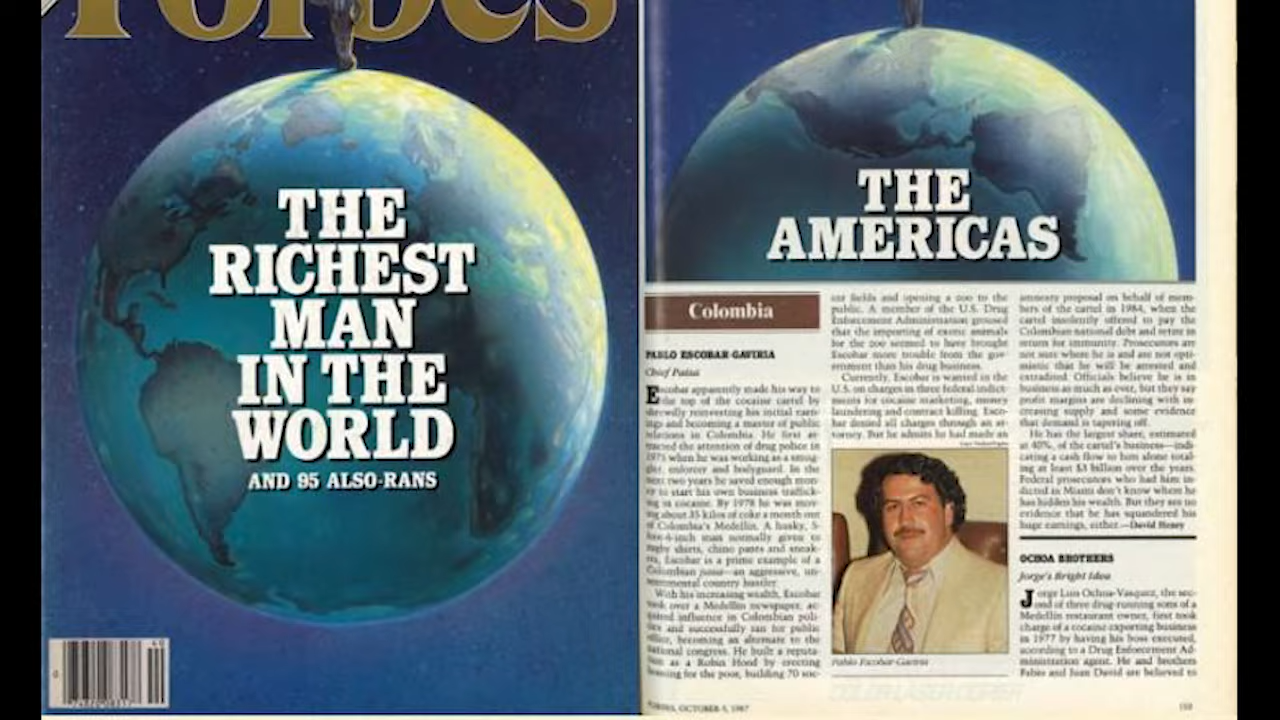 Forbes
THE
RICHEST
MAN
IN THE
WORLD
AND 95 ALSO-RANS
THE
AMERICAS
Colombia
PABLO ESCOBAR GAVIRIA
Chief Paisa
Escobar apparently made his way to
the top of the cocaine cartel by
shrewdly reinvesting his initial earn-
ings and becoming a master of public
relations in Colombia. He first at-
tracted the attention of drug police in
when he was working as a smug-
gler, enforcer and bodyguard. In the
next two years he saved enough mon-
ey to start his own business traffick-
ing in cocaine. By 1978 he was mov-
ing about 35 kilos of coke a month out
of Colombia's Medellín. A husky, 5-
foot-6-inch man normally given to
rugby shirts, chino pants and sneak-
ers, Escobar is a prime example of a
Colombian paisa—an aggressive, un-
sentimental country hustler.
With his increasing wealth, Escobar
took over a Medellin newspaper, ac-
quired influence in Colombian poli-
tics and successfully ran for public
office, becoming an alternate to the
national congress. He built a reputa-
tion as a Robin Hood by erecting
housing for the poor, building 70 soc-
cer fields and opening a zoo to the
public. A member of the U.S. Drug
Enforcement Administration groused
that the importing of exotic animals
for the zoo seemed to have brought
Escobar more trouble from the gov-
ernment than his drug business.
Currently, Escobar is wanted in the
U.S. on charges in three federal indict-
ments for cocaine marketing, money
laundering and contract killing. Esco-
bar denied all charges through an at-
torney. But he admits he had made an
Pablo Escobar-Gaviria
amnesty proposal on behalf of mem-
bers of the cartel in 1984, when the
cartel insolently offered to pay the
Colombian national debt and retire in
return for immunity. Prosecutors are
not sure where he is and are not opti-
mistic that he will be arrested and
extradited. Officials believe he is in
business as much as ever, but they say
profit margins are declining with in-
creasing supply and some evidence
that demand is tapering off.
He has the largest share, estimated
at 40%, of the cartel's business—indi-
cating a cash flow to him alone total-
ing at least $3 billion over the years.
Federal prosecutors who had him in-
dicted in Miami don't know where he
has hidden his wealth. But they see no
evidence that he has squandered his
huge earnings, either.—David Henry
OCHOA BROTHERS
Jorge's Bright Idea
Jorge Luis Ochoa-Vasquez, the sec-
ond of three drug-running sons of a
Medellin restaurant owner, first took
charge of a cocaine exporting business
in 1977 by having his boss executed,
according to a Drug Enforcement Ad-
ministration agent. He and brothers
Fabio and Juan David are believed to
FORBES, OCTOBER 5, 1987